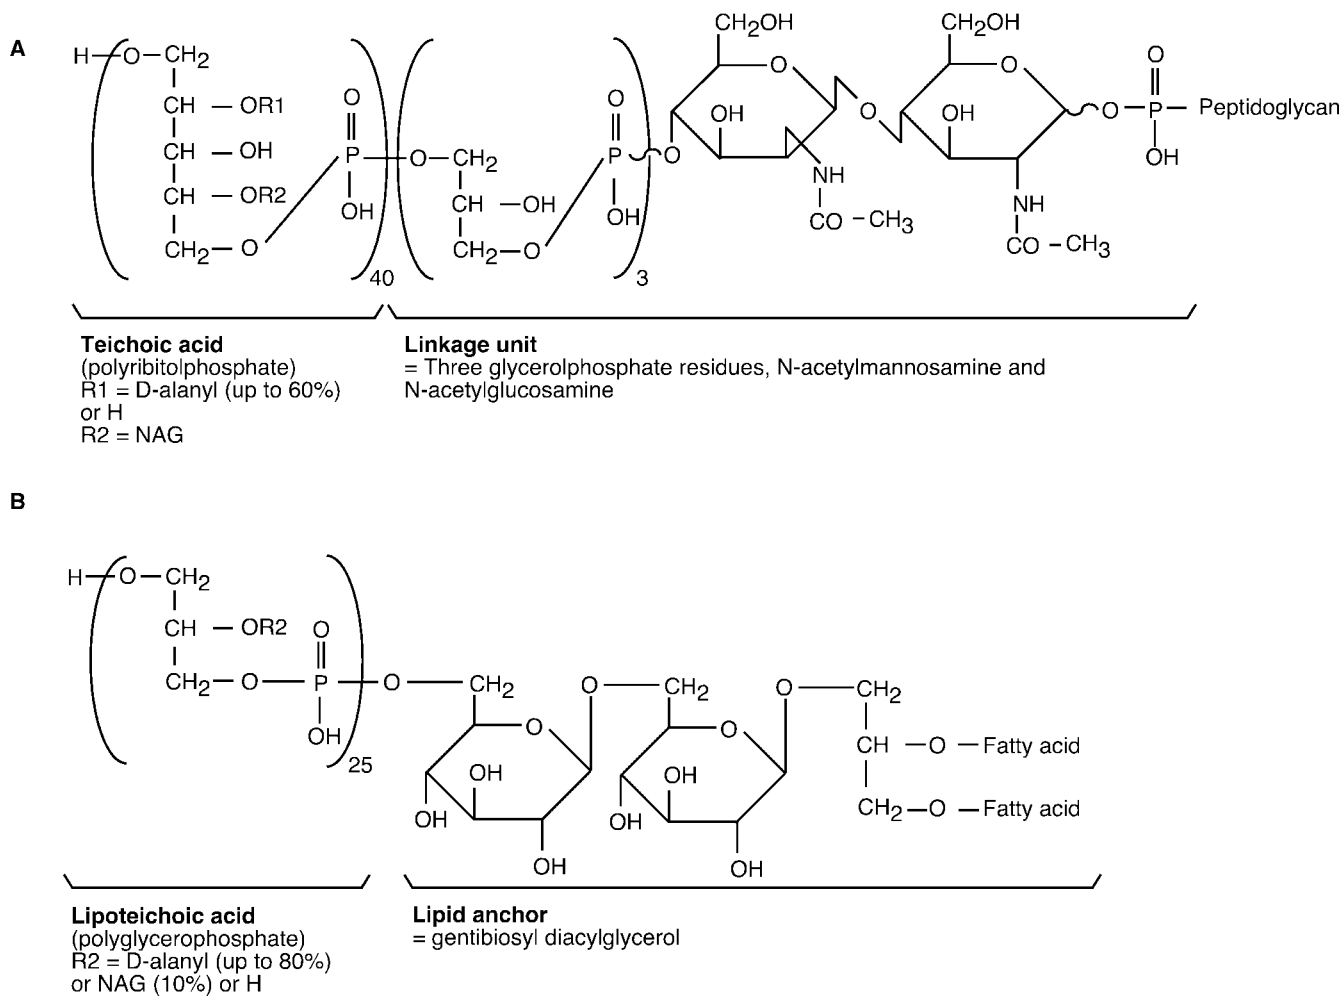 A
CH2OH CH2OH
H O CH2 O O O
CH OR1 O O OH OH O O P Peptidoglycan
CH OH P O CH2 P O OH
CH OR2 OH CH OH OH NH NH
CH2 O CH2 O CO CH3 CO CH3
40 3
Teichoic acid
(polyribitolphosphate)
R1 = D-alanyl (up to 60%)
or H
R2 = NAG
Linkage unit
= Three glycerolphosphate residues, N-acetylmannosamine and
N-acetylglucosamine
B
H O CH2
CH OR2 O
CH2 O P O CH2 O CH2 O CH2
OH O O CH O Fatty acid
25 OH OH
OH OH CH2 O Fatty acid
OH OH
Lipoteichoic acid
(polyglycerophosphate)
R2 = D-alanyl (up to 80%)
or NAG (10%) or H
Lipid anchor
= gentibiosyl diacylglycerol